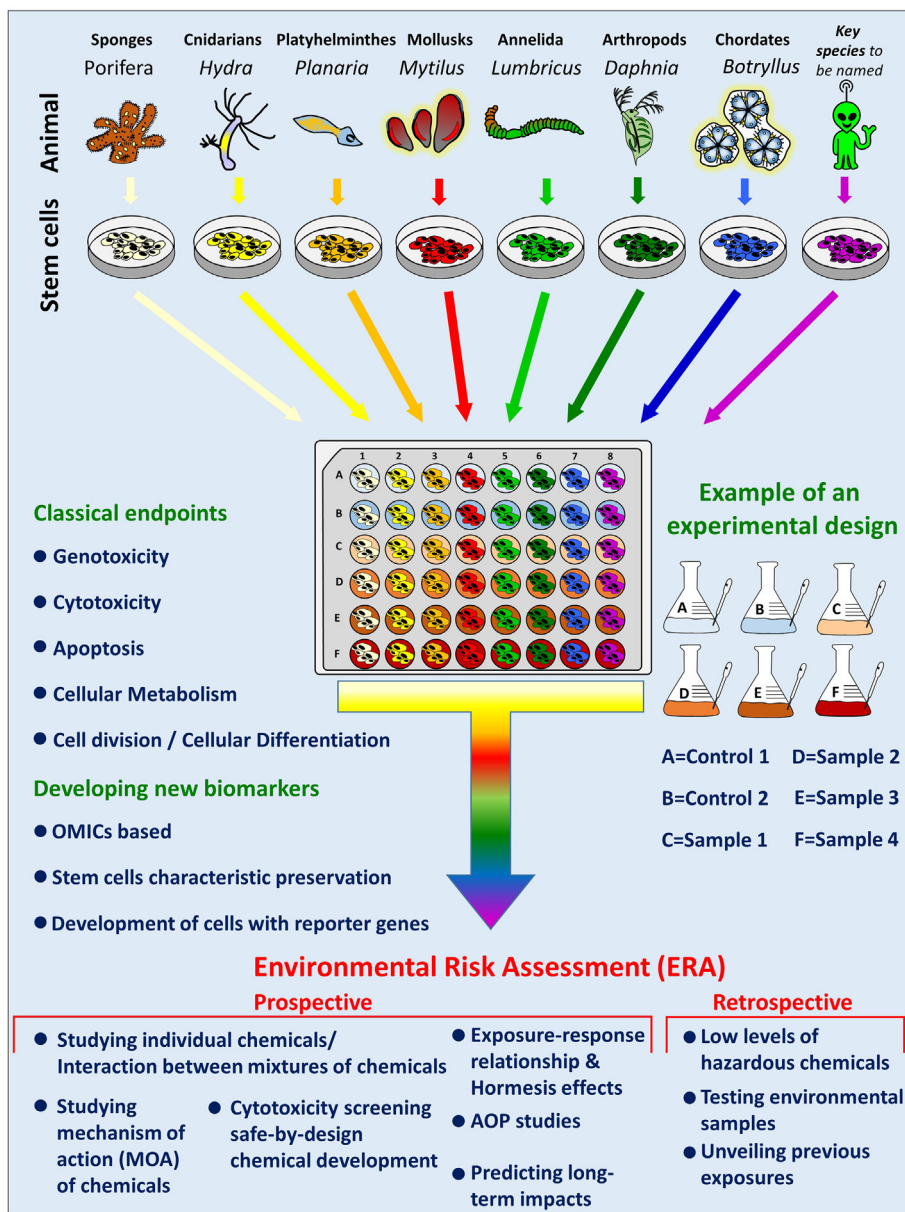 Sponges
Porifera
Cnidarians
Hydra
Platyhelminthes
Planaria
Mollusks
Mytilus
Annelida
Lumbricus
Arthropods
Daphnia
Chordates
Botryllus
Key
species to
be named
Animal
Stem cells
1 2 3 4 5 6 7 8
A
B
C
D
E
F
Classical endpoints
● Genotoxicity
● Cytotoxicity
● Apoptosis
● Cellular Metabolism
● Cell division / Cellular Differentiation
Developing new biomarkers
● OMICs based
● Stem cells characteristic preservation
● Development of cells with reporter genes
Example of an
experimental design
A B C
D E F
A=Control 1 D=Sample 2
B=Control 2 E=Sample 3
C=Sample 1 F=Sample 4
Environmental Risk Assessment (ERA)
Prospective
● Studying individual chemicals/
Interaction between mixtures of chemicals
● Studying
mechanism of
action (MOA)
of chemicals
● Cytotoxicity screening
safe-by-design
chemical development
● Exposure-response
relationship &
Hormesis effects
● AOP studies
● Predicting long-
term impacts
Retrospective
● Low levels of
hazardous chemicals
● Testing environmental
samples
● Unveiling previous
exposures